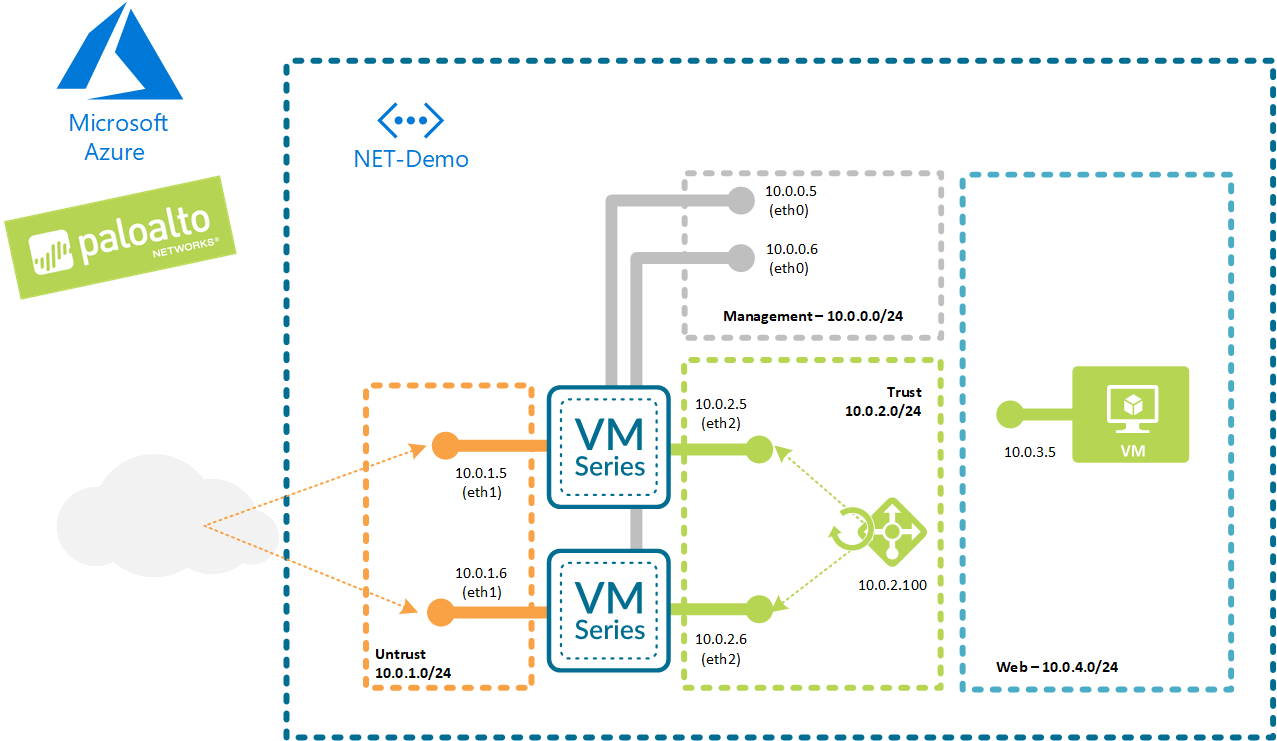 Microsoft
Azure
paloalto
NETWORKS®
NET-Demo
10.0.0.5
(eth0)
10.0.0.6
(eth0)
Management – 10.0.0.0/24
Trust
10.0.2.0/24
10.0.2.5
(eth2)
VM
Series
10.0.1.5
(eth1)
10.0.3.5
VM
10.0.1.6
(eth1)
VM
Series
10.0.2.100
10.0.2.6
(eth2)
Untrust
10.0.1.0/24
Web – 10.0.4.0/24